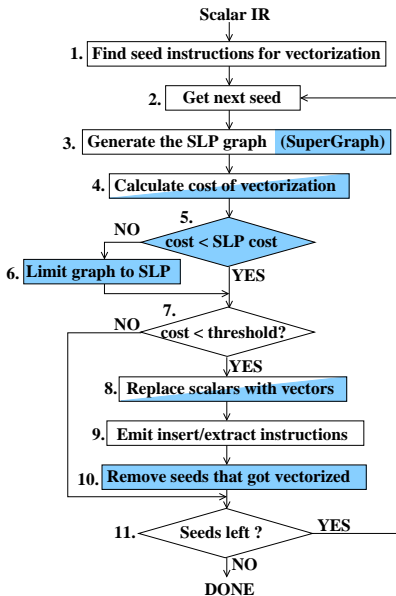 Scalar IR
1. Find seed instructions for vectorization
2. Get next seed
3. Generate the SLP graph (SuperGraph)
4. Calculate cost of vectorization
5.
NO cost < SLP cost
6. Limit graph to SLP YES
7.
NO cost < threshold?
YES
8. Replace scalars with vectors
9. Emit insert/extract instructions
10. Remove seeds that got vectorized
11. Seeds left ? YES
NO
DONE